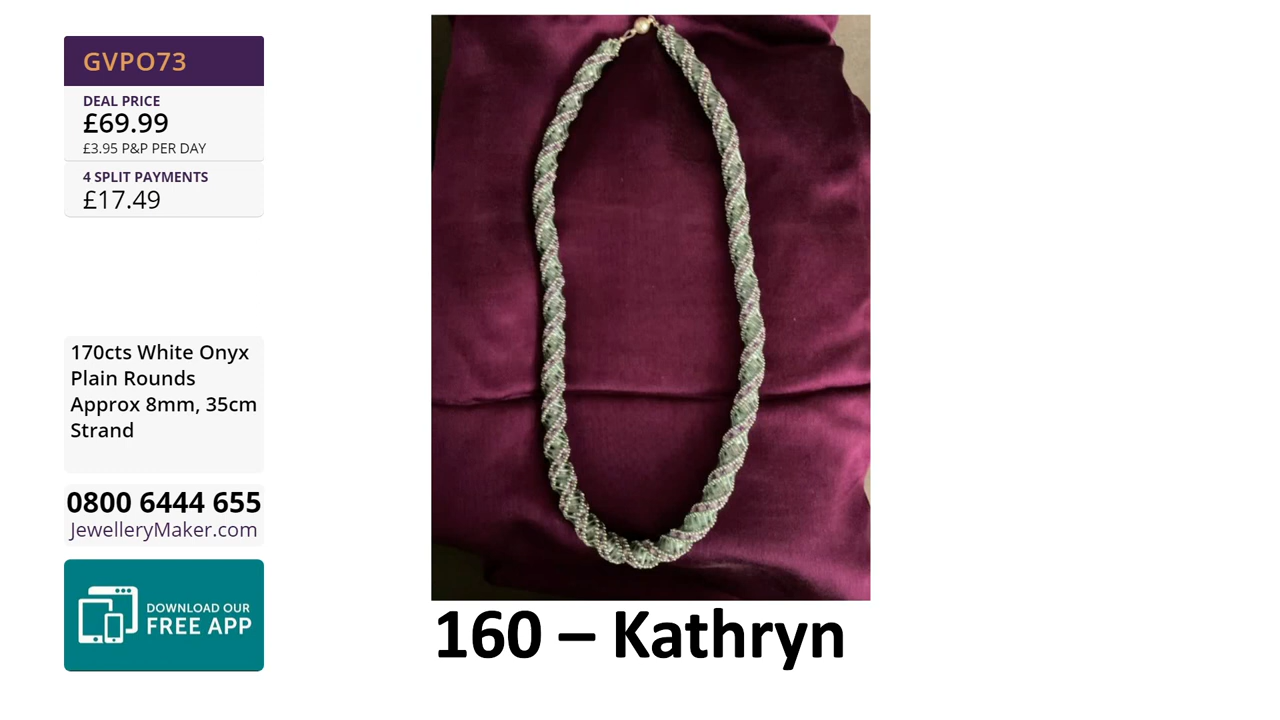 GVPO73
DEAL PRICE
£69.99
£3.95 P&P PER DAY
4 SPLIT PAYMENTS
£17.49
170cts White Onyx
Plain Rounds
Approx 8mm, 35cm
Strand
0800 6444 655
JewelleryMaker.com
DOWNLOAD OUR
FREE APP
160 – Kathryn